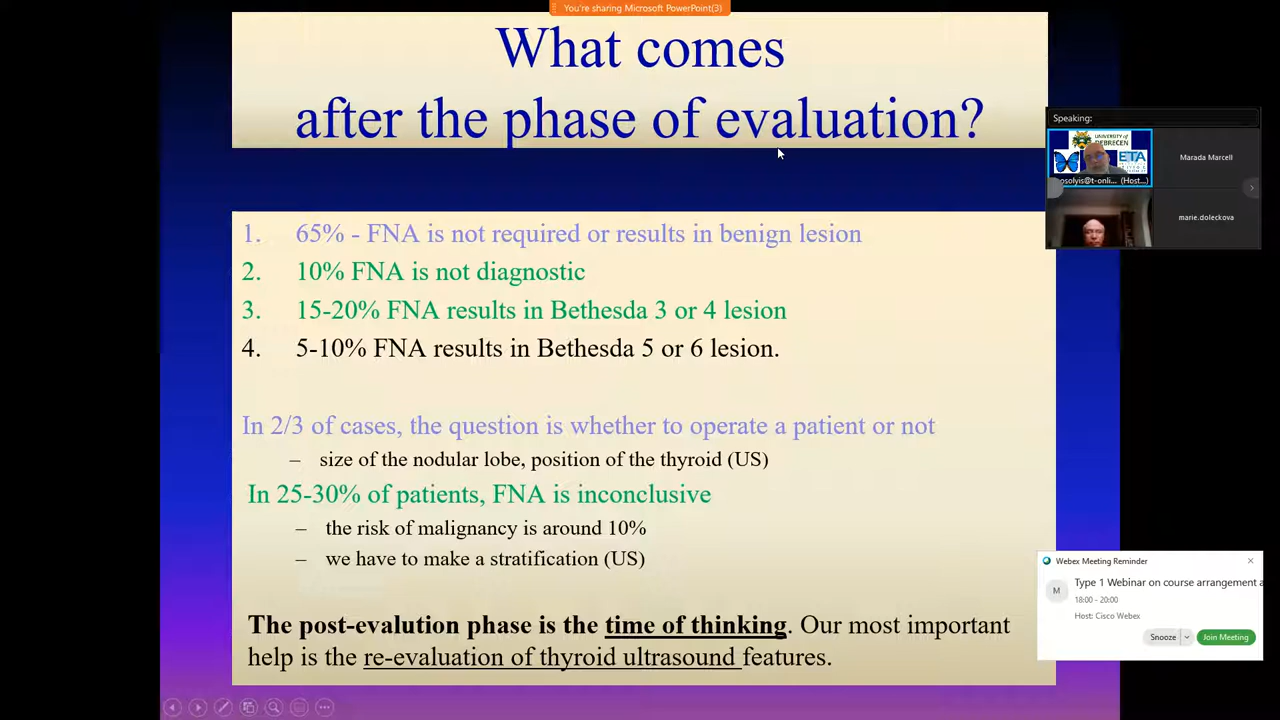 You're sharing Microsoft PowerPoint(3)
What comes
after the phase of evaluation?
1. 65% - FNA is not required or results in benign lesion
2. 10% FNA is not diagnostic
3. 15-20% FNA results in Bethesda 3 or 4 lesion
4. 5-10% FNA results in Bethesda 5 or 6 lesion.
In 2/3 of cases, the question is whether to operate a patient or not
– size of the nodular lobe, position of the thyroid (US)
In 25-30% of patients, FNA is inconclusive
– the risk of malignancy is around 10%
– we have to make a stratification (US)
The post-evalution phase is the time of thinking. Our most important
help is the re-evaluation of thyroid ultrasound features.
Speaking:
UNIVERSITY of
DEBRECEN
ETA
osolyis@t-onli... (Host...)
Marada Marcell
marie.doleckova
Webex Meeting Reminder
M
Type 1 Webinar on course arrangement a
18:00 - 20:00
Host: Cisco Webex
Snooze
Join Meeting